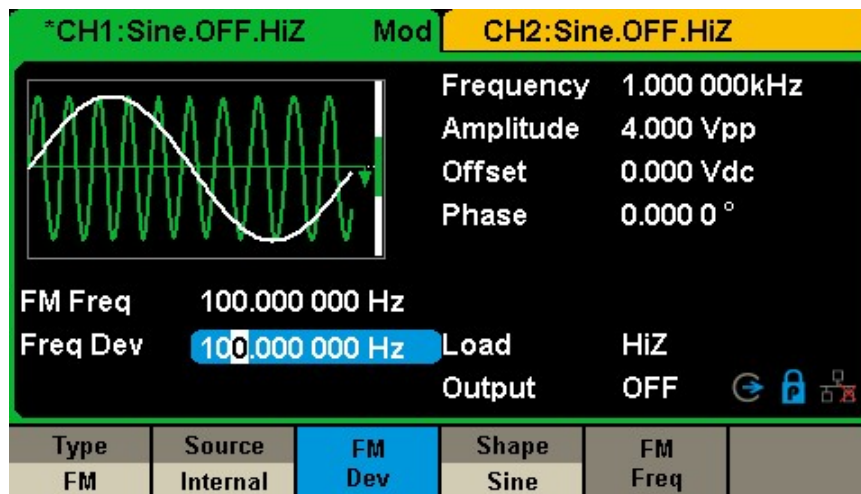 *CH1:Sine.OFF.HiZ Mod CH2:Sine.OFF.HiZ
Frequency 1.000 000kHz
Amplitude 4.000 Vpp
Offset 0.000 Vdc
Phase 0.000 0 °
FM Freq 100.000 000 Hz
Freq Dev 100.000 000 Hz
Load HiZ
Output OFF
P
Type FM
Source Internal
FM Dev
Shape Sine
FM Freq